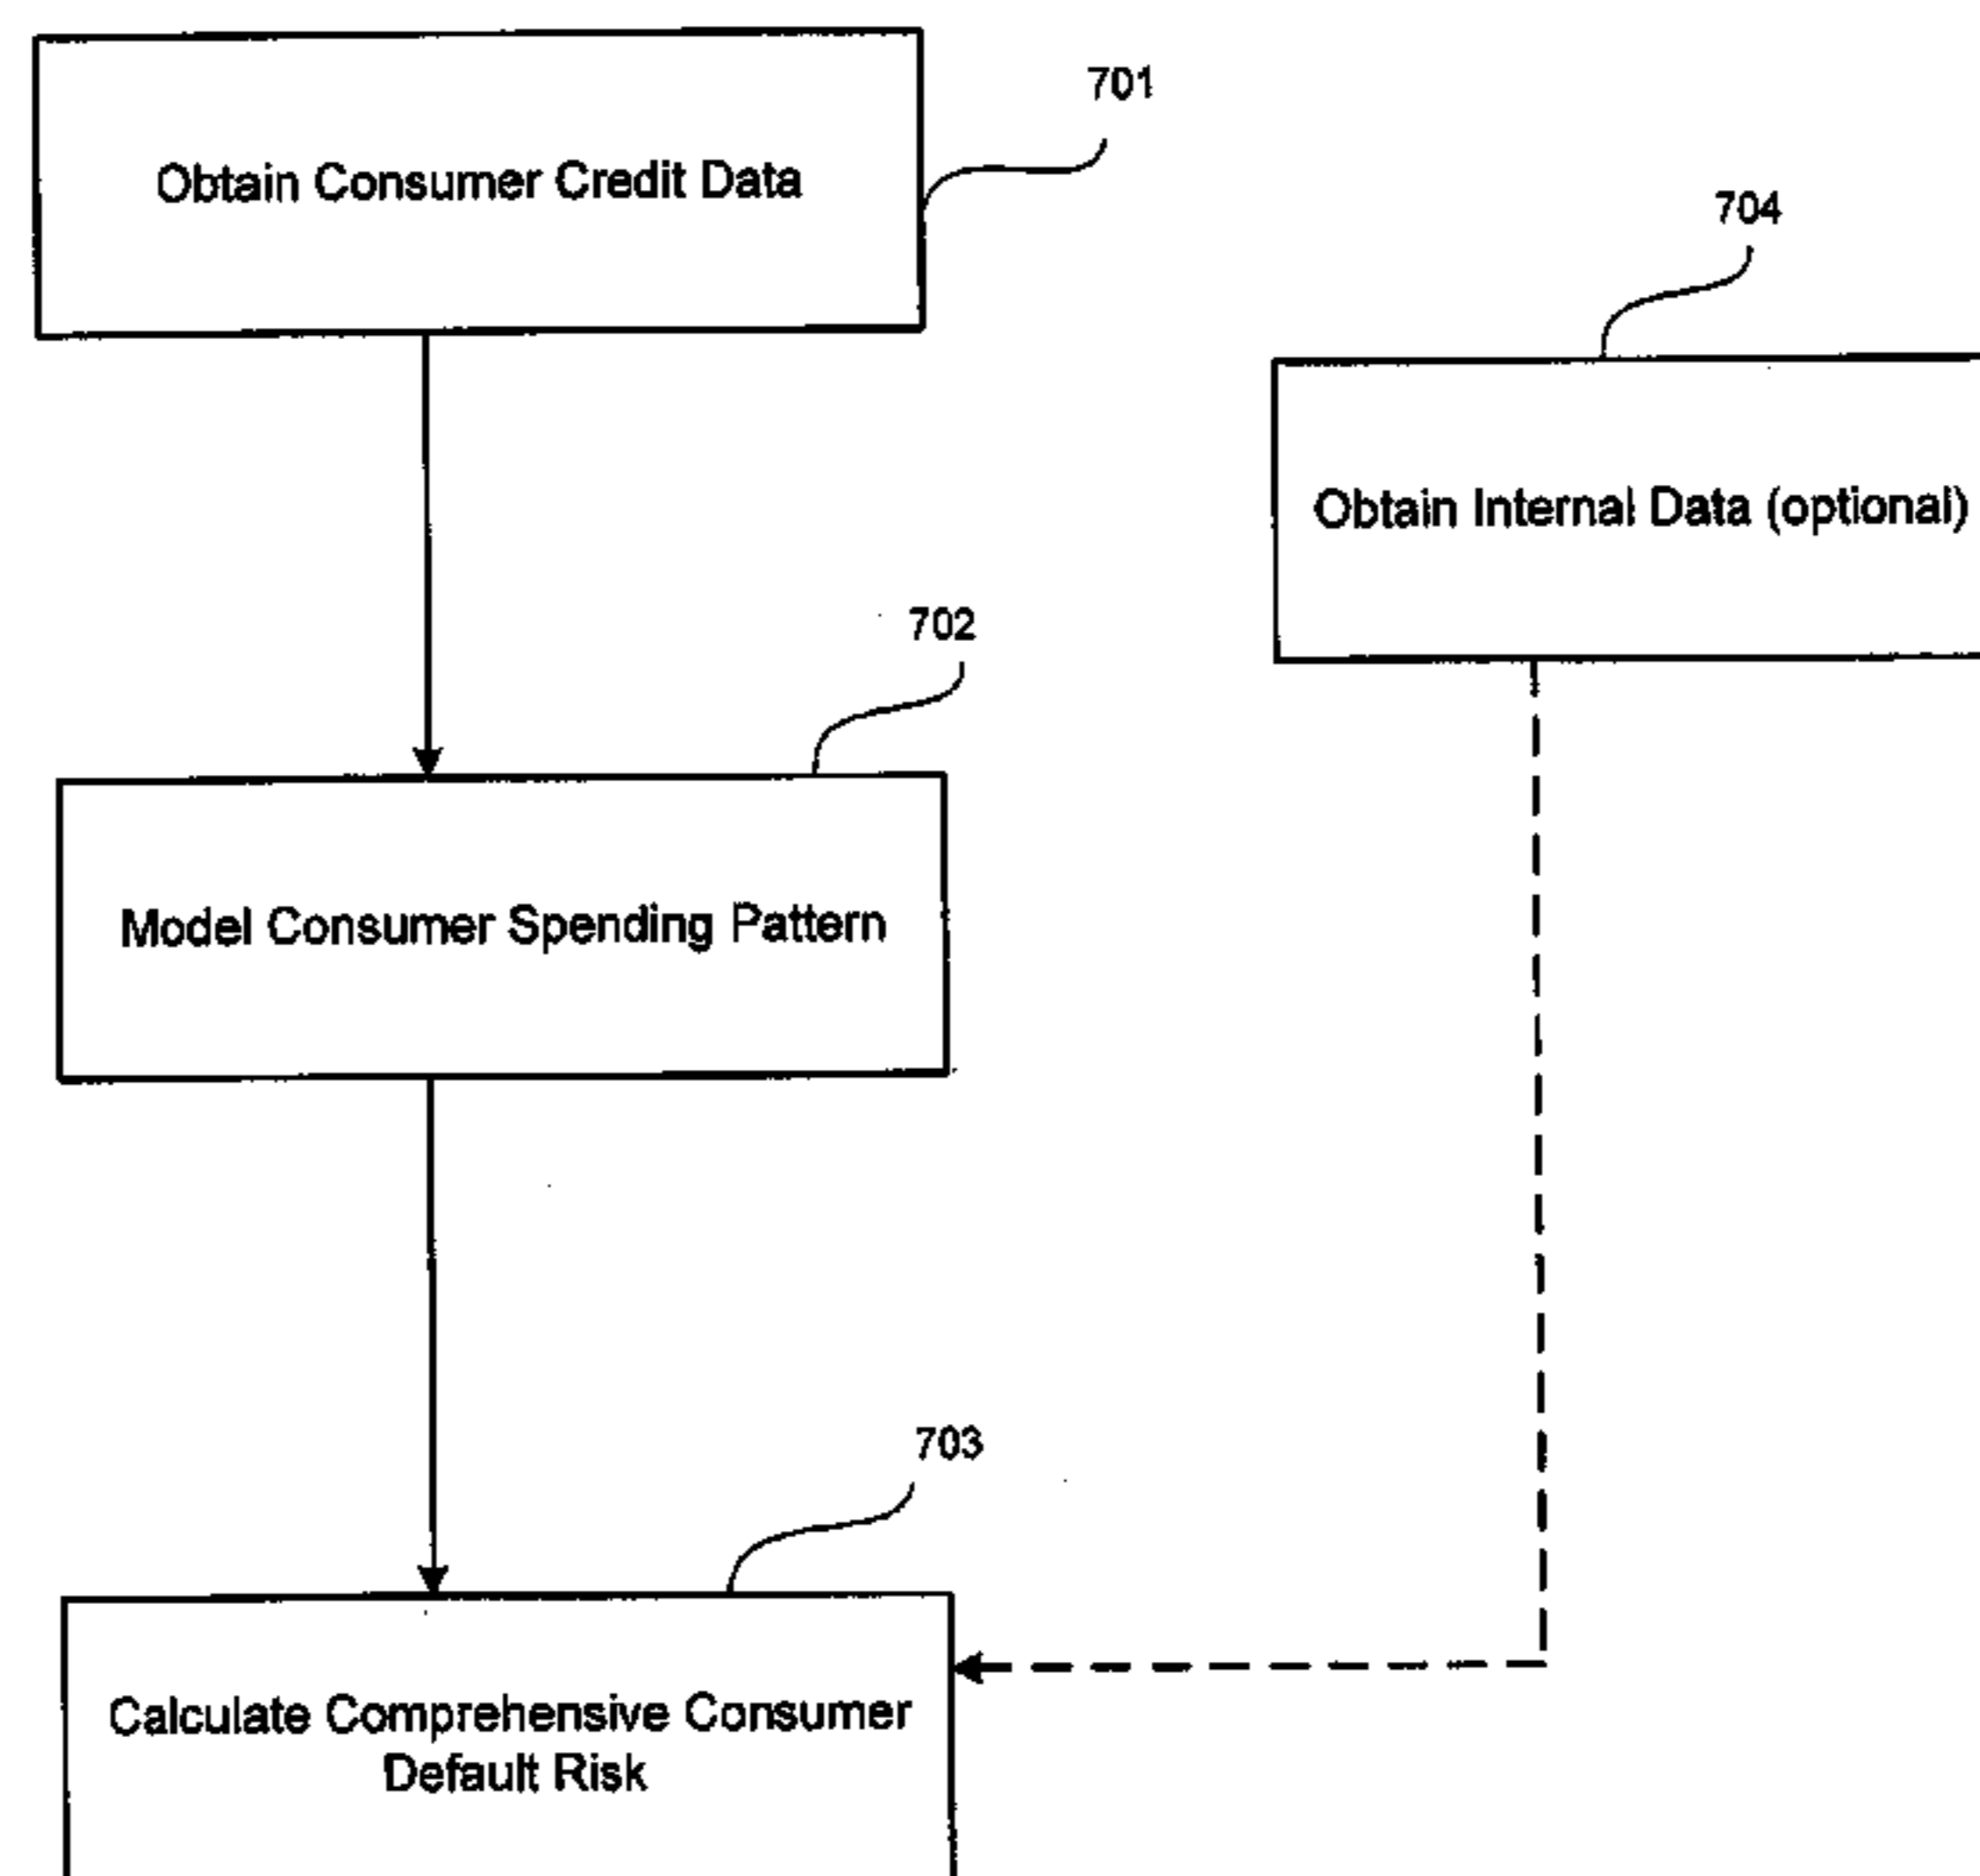 701
Obtain Consumer Credit Data
704
Obtain Internal Data (optional)
702
Model Consumer Spending Pattern
703
Calculate Comprehensive Consumer
Default Risk